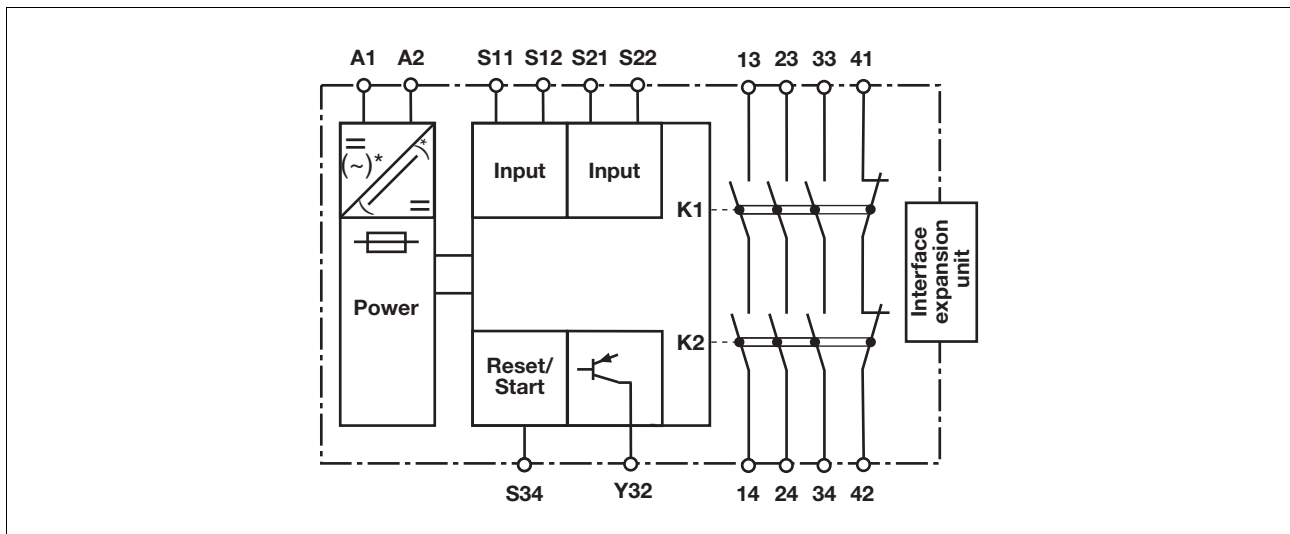 A1 A2 S11 S12 S21 S22 13 23 33 41
(~)* (*)
Input Input
K1
Interface
expansion
unit
Power
K2
Reset/
Start
S34 Y32 14 24 34 42